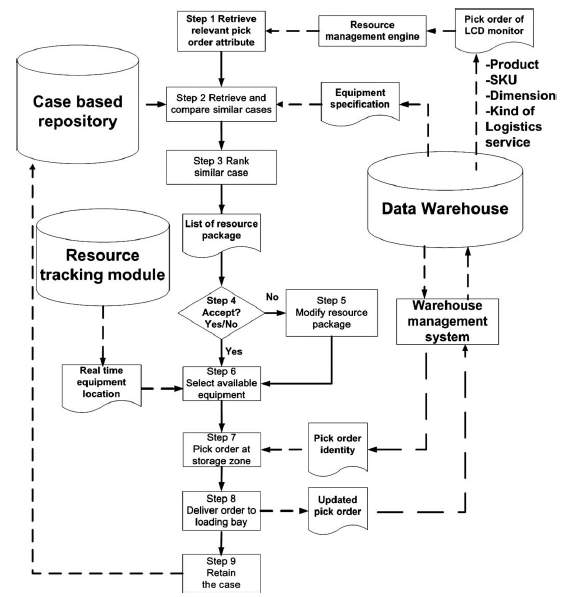 Step 1 Retrieve
relevant pick
order attribute
Resource
management engine
Pick order of
LCD monitor
-Product
-SKU
-Dimension
-Kind of
Logistics
service
Case based
repository
Step 2 Retrieve and
compare similar cases
Equipment
specification
Step 3 Rank
similar case
Data Warehouse
List of resource
package
Resource
tracking module
Step 4
Accept?
Yes/No
No
Step 5
Modify resource
package
Warehouse
management
system
Yes
Real time
equipment
location
Step 6
Select available
equipment
Step 7
Pick order at
storage zone
Pick order
identity
Step 8
Deliver order to
loading bay
Updated
pick order
Step 9
Retain
the case